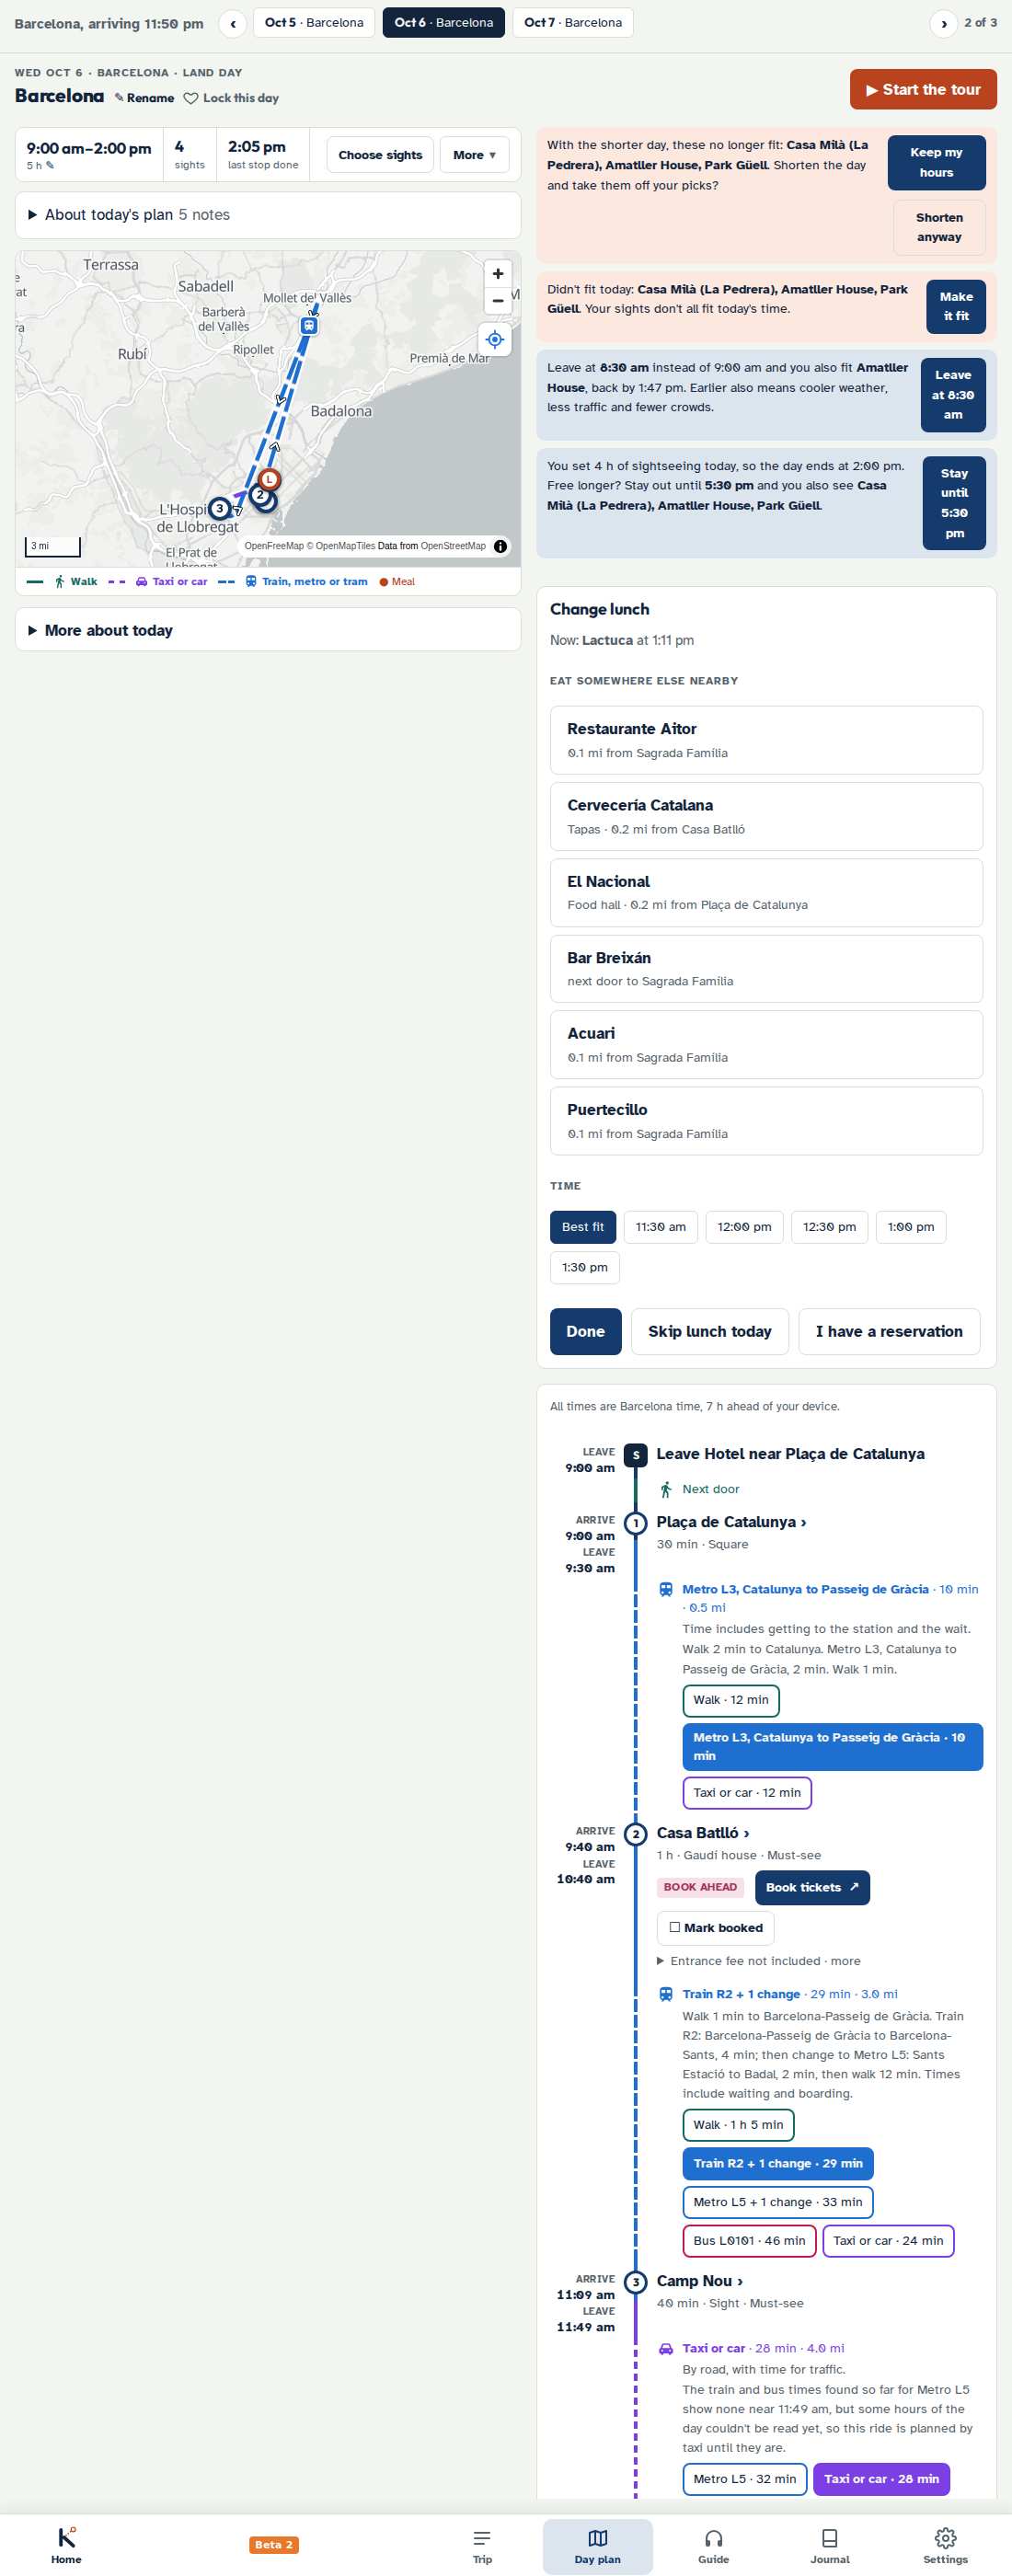 Barcelona, arriving 11:50 pm
‹
Oct 5 · Barcelona
Oct 6 · Barcelona
Oct 7 · Barcelona
›
2 of 3
WED OCT 6 · BARCELONA · LAND DAY
Barcelona ✎ Rename Lock this day
▶ Start the tour
9:00 am–2:00 pm
5 h ✎
4
sights
2:05 pm
last stop done
Choose sights
More ▾
▶ About today's plan 5 notes
Terrassa
Sabadell
Mollet del Vallès
Barberà
del Vallès
Rubí
Ripollet
Premià de Mar
Badalona
L'Hospi
de Llobregat
El Prat de
Llobregat
+
−
L
2
3
3 mi
OpenFreeMap © OpenMapTiles Data from OpenStreetMap
Walk
Taxi or car
Train, metro or tram
Meal
▶ More about today
With the shorter day, these no longer fit: Casa Milà (La
Pedrera), Amatller House, Park Güell. Shorten the day
and take them off your picks?
Keep my
hours
Shorten
anyway
Didn't fit today: Casa Milà (La Pedrera), Amatller House, Park
Güell. Your sights don't all fit today's time.
Make
it fit
Leave at 8:30 am instead of 9:00 am and you also fit Amatller
House, back by 1:47 pm. Earlier also means cooler weather,
less traffic and fewer crowds.
Leave
at 8:30
am
You set 4 h of sightseeing today, so the day ends at 2:00 pm.
Free longer? Stay out until 5:30 pm and you also see Casa
Milà (La Pedrera), Amatller House, Park Güell.
Stay
until
5:30
pm
Change lunch
Now: Lactuca at 1:11 pm
EAT SOMEWHERE ELSE NEARBY
Restaurante Aitor
0.1 mi from Sagrada Família
Cervecería Catalana
Tapas · 0.2 mi from Casa Batlló
El Nacional
Food hall · 0.2 mi from Plaça de Catalunya
Bar Breixán
next door to Sagrada Família
Acuari
0.1 mi from Sagrada Família
Puertecillo
0.1 mi from Sagrada Família
TIME
Best fit
11:30 am
12:00 pm
12:30 pm
1:00 pm
1:30 pm
Done
Skip lunch today
I have a reservation
All times are Barcelona time, 7 h ahead of your device.
LEAVE
9:00 am
S
Leave Hotel near Plaça de Catalunya
Next door
ARRIVE
9:00 am
LEAVE
9:30 am
1
Plaça de Catalunya ›
30 min · Square
Metro L3, Catalunya to Passeig de Gràcia · 10 min
· 0.5 mi
Time includes getting to the station and the wait.
Walk 2 min to Catalunya. Metro L3, Catalunya to
Passeig de Gràcia, 2 min. Walk 1 min.
Walk · 12 min
Metro L3, Catalunya to Passeig de Gràcia · 10
min
Taxi or car · 12 min
ARRIVE
9:40 am
LEAVE
10:40 am
2
Casa Batlló ›
1 h · Gaudí house · Must-see
BOOK AHEAD
Book tickets ↗
☐ Mark booked
▶ Entrance fee not included · more
Train R2 + 1 change · 29 min · 3.0 mi
Walk 1 min to Barcelona-Passeig de Gràcia. Train
R2: Barcelona-Passeig de Gràcia to Barcelona-
Sants, 4 min; then change to Metro L5: Sants
Estació to Badal, 2 min, then walk 12 min. Times
include waiting and boarding.
Walk · 1 h 5 min
Train R2 + 1 change · 29 min
Metro L5 + 1 change · 33 min
Bus L0101 · 46 min
Taxi or car · 24 min
ARRIVE
11:09 am
LEAVE
11:49 am
3
Camp Nou ›
40 min · Sight · Must-see
Taxi or car · 28 min · 4.0 mi
By road, with time for traffic.
The train and bus times found so far for Metro L5
show none near 11:49 am, but some hours of the
day couldn't be read yet, so this ride is planned by
taxi until they are.
Metro L5 · 32 min
Taxi or car · 28 min
Home
Beta 2
Trip
Day plan
Guide
Journal
Settings